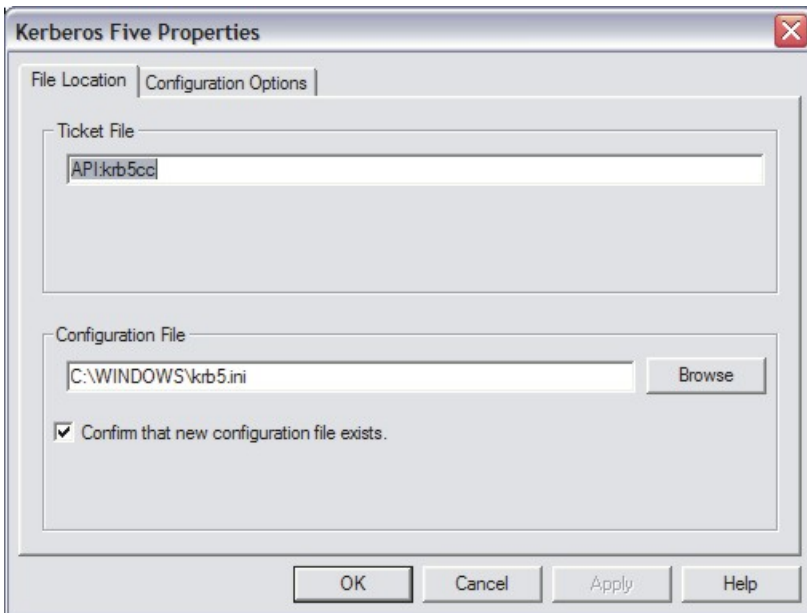 Kerberos Five Properties
File Location
Configuration Options
Ticket File
API:krb5cc
Configuration File
C:\WINDOWS\krb5.ini
Browse
Confirm that new configuration file exists.
OK
Cancel
Apply
Help